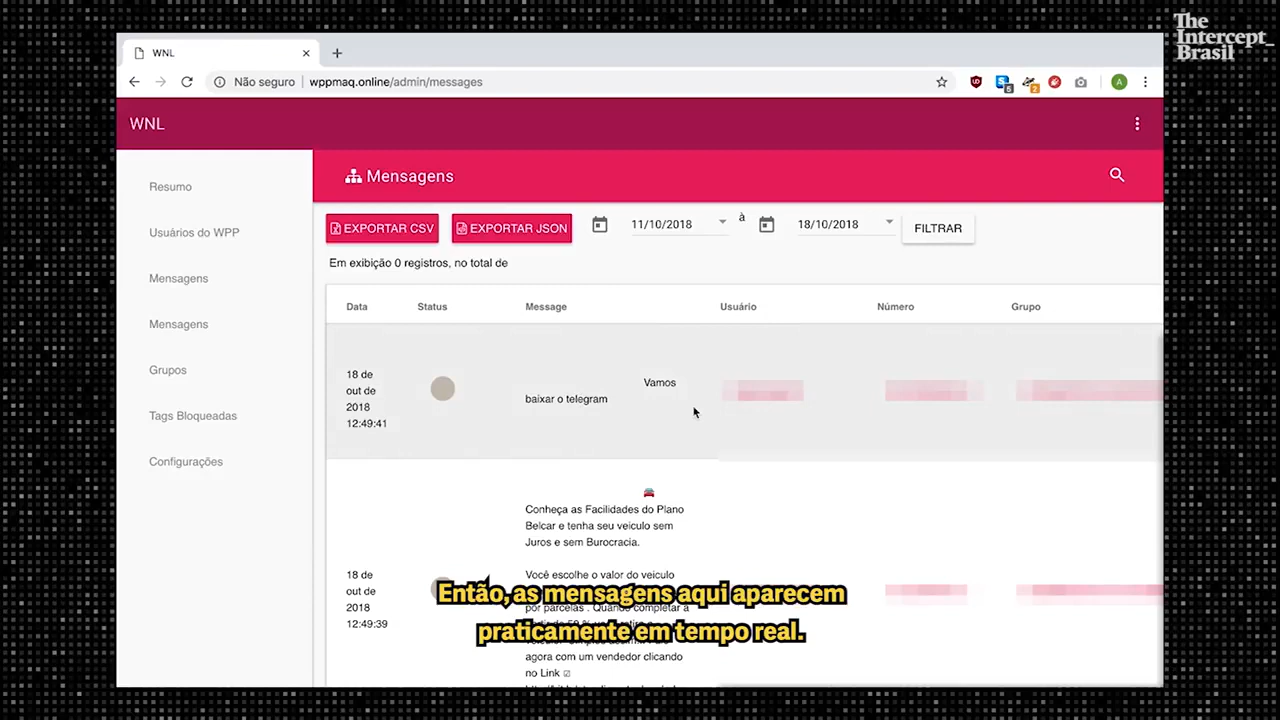 The
Intercept_
Brasil
WNL
Não seguro wppmaq.online/admin/messages
WNL
Resumo
Usuários do WPP
Mensagens
Mensagens
Grupos
Tags Bloqueadas
Configurações
Mensagens
EXPORTAR CSV EXPORTAR JSON 11/10/2018 à 18/10/2018 FILTRAR
Em exibição 0 registros, no total de
Data Status Message Usuário Número Grupo
18 de
out de
2018
12:49:41
Vamos
baixar o telegram
18 de
out de
2018
12:49:39
Conheça as Facilidades do Plano
Belcar e tenha seu veiculo sem
Juros e sem Burocracia.
Você escolhe o valor do veiculo
por parcelas . Quando completar a
agora com um vendedor clicando
no Link
Então, as mensagens aqui aparecem
praticamente em tempo real.